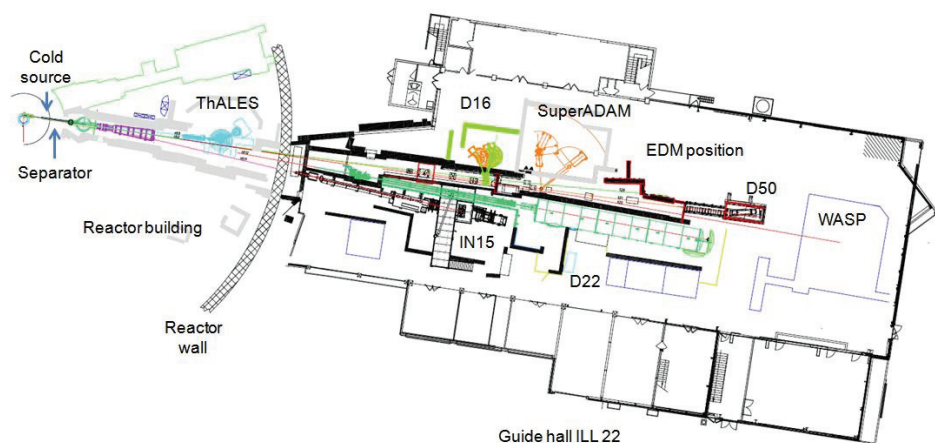 Cold
source
ThALES
D16
SuperADAM
EDM position
Separator
D50
Reactor building
IN15
WASP
D22
Reactor
wall
Guide hall ILL 22